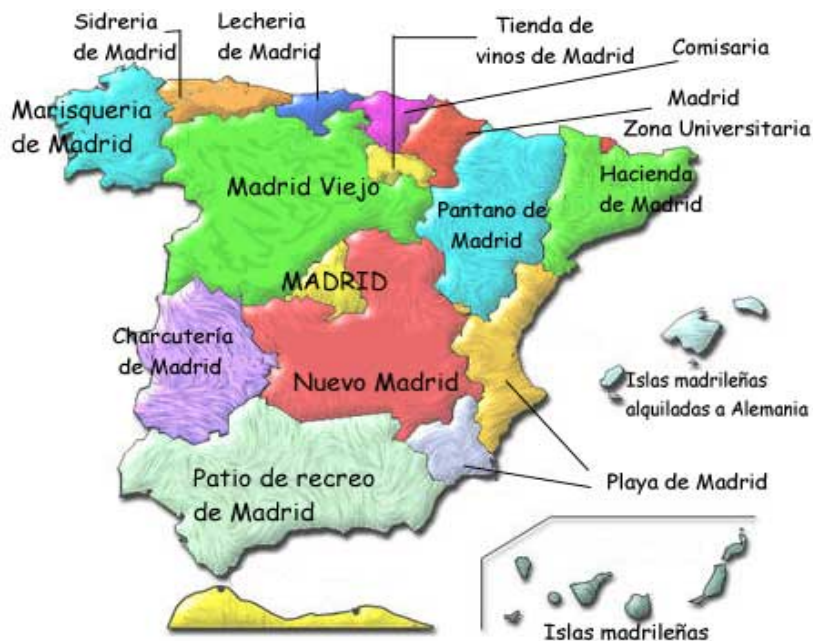 Sidreria
de Madrid
Lecheria
de Madrid
Tienda de
vinos de Madrid
Comisaria
Madrid
Zona Universitaria
Marisqueria
de Madrid
Madrid Viejo
Pantano de
Madrid
Hacienda
de Madrid
MADRID
Charcutería
de Madrid
Nuevo Madrid
Islas madrileñas
alquiladas a Alemania
Patio de recreo
de Madrid
Playa de Madrid
Islas madrileñas